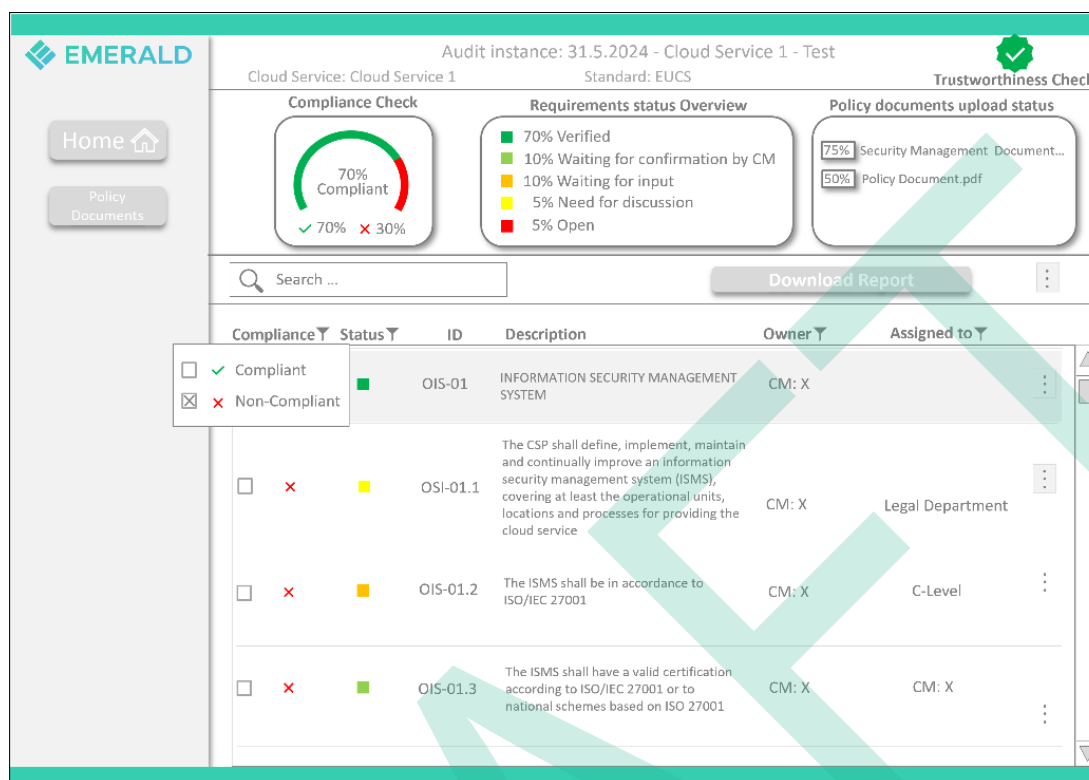 EMERALD
Audit instance: 31.5.2024 - Cloud Service 1 - Test
Cloud Service: Cloud Service 1
Standard: EUCS
Trustworthiness Check
Home
Policy
Documents
Compliance Check
70%
Compliant
70% 30%
Requirements status Overview
70% Verified
10% Waiting for confirmation by CM
10% Waiting for input
5% Need for discussion
5% Open
Policy documents upload status
75% Security Management Document...
50% Policy Document.pdf
Search ...
Download Report
Compliance Status ID Description Owner Assigned to
Compliant
Non-Compliant
OIS-01
INFORMATION SECURITY MANAGEMENT
SYSTEM
CM: X
OSI-01.1
The CSP shall define, implement, maintain
and continually improve an information
security management system (ISMS),
covering at least the operational units,
locations and processes for providing the
cloud service
CM: X
Legal Department
OIS-01.2
The ISMS shall be in accordance to
ISO/IEC 27001
CM: X
C-Level
OIS-01.3
The ISMS shall have a valid certification
according to ISO/IEC 27001 or to
national schemes based on ISO 27001
CM: X
CM: X